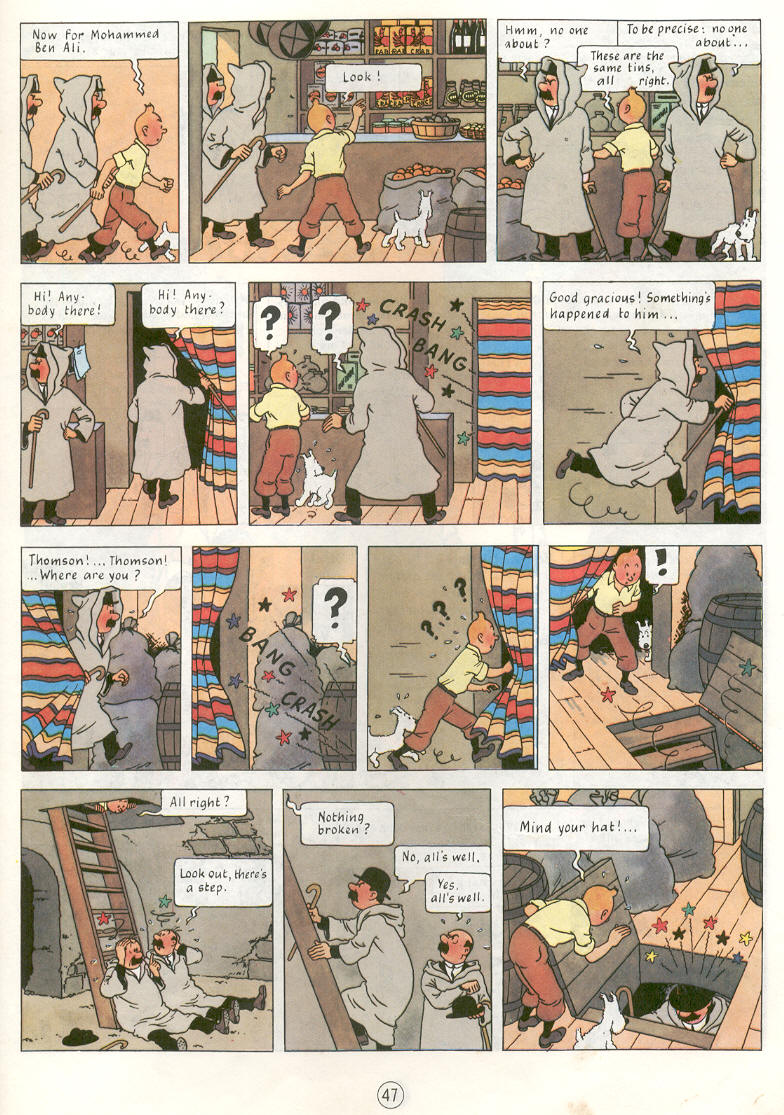 Now for Mohammed
Ben Ali.
Look!
FAR CRAB CRAB
Hmm, no one
about?
To be precise: no one
about...
These are the
same tins,
all right.
Hi! Any-
body there!
Hi! Any-
body there?
?
?
CRASH
BANG
Good gracious! Something's
happened to him...
Thomson!... Thomson!
...Where are you?
BANG
CRASH
?
? ? ?
!
All right?
Look out, there's
a step.
Nothing
broken?
No, all's well.
Yes,
all's well.
Mind your hat!...
47